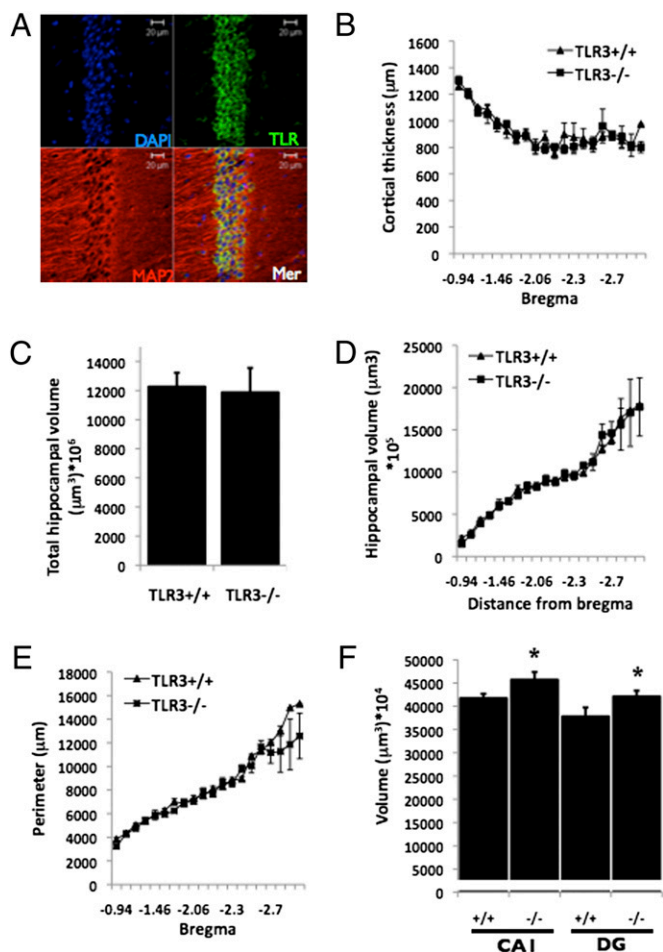 A
20 μm
20 μm
DAPI
TLR
20 μm
20 μm
MAP2
Mer
B
Cortical thickness (μm)
1600
1400
1200
1000
800
600
400
200
0
TLR3+/+
TLR3-/-
-0.94 -1.46 -2.06 -2.3 -2.7
Bregma
C
Total hippocampal volume
(μm³)*10⁶
14000
12000
10000
8000
6000
4000
2000
0
TLR3+/+ TLR3-/-
D
Hippocampal volume (μm3)
*10⁵
25000
20000
15000
10000
5000
0
TLR3+/+
TLR3-/-
-0.94 -1.46 -2.06 -2.3 -2.7
Distance from bregma
E
Perimeter (μm)
18000
16000
14000
12000
10000
8000
6000
4000
2000
0
TLR3+/+
TLR3-/-
-0.94 -1.46 -2.06 -2.3 -2.7
Bregma
F
Volume (μm³)*10⁴
50000
45000
40000
35000
30000
25000
20000
15000
10000
45000
0
* *
+/+ -/- +/+ -/-
CA1 DG